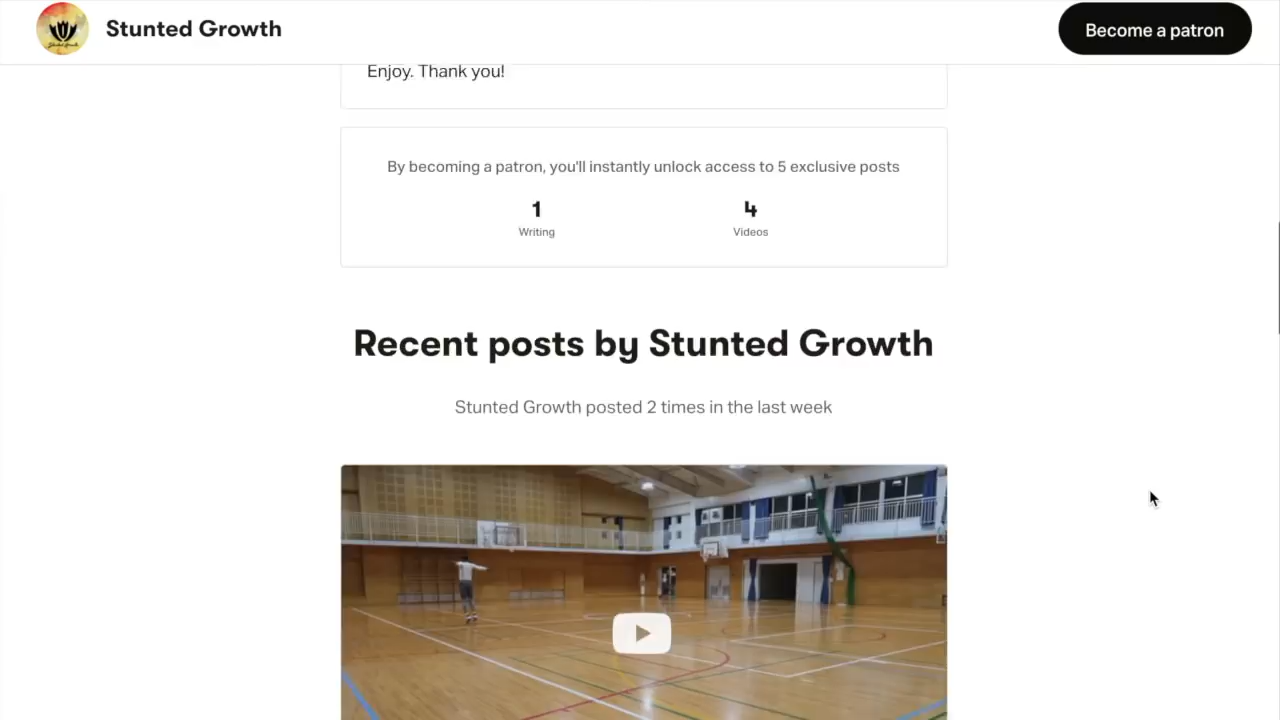 Stunted Growth
Become a patron
Enjoy. Thank you!
By becoming a patron, you'll instantly unlock access to 5 exclusive posts
1
4
Writing
Videos
Recent posts by Stunted Growth
Stunted Growth posted 2 times in the last week